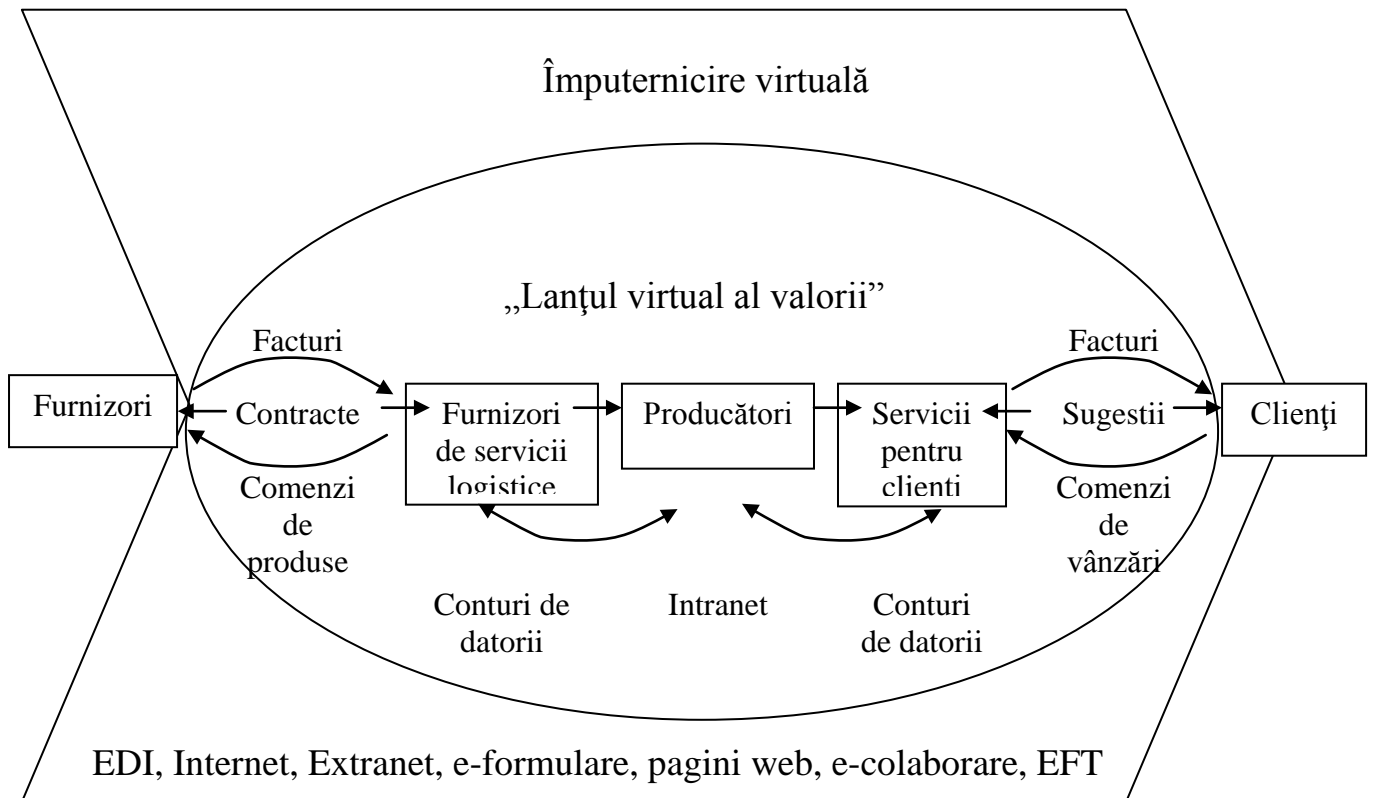 Împuternicire virtuală
„Lanţul virtual al valorii”
Facturi
Facturi
Furnizori
Contracte
Furnizori
de servicii
logistice
Producători
Servicii
pentru
clienţi
Sugestii
Clienţi
Comenzi
de
produse
Comenzi
de
vânzări
Conturi de
datorii
Intranet
Conturi
de datorii
EDI, Internet, Extranet, e-formulare, pagini web, e-colaborare, EFT